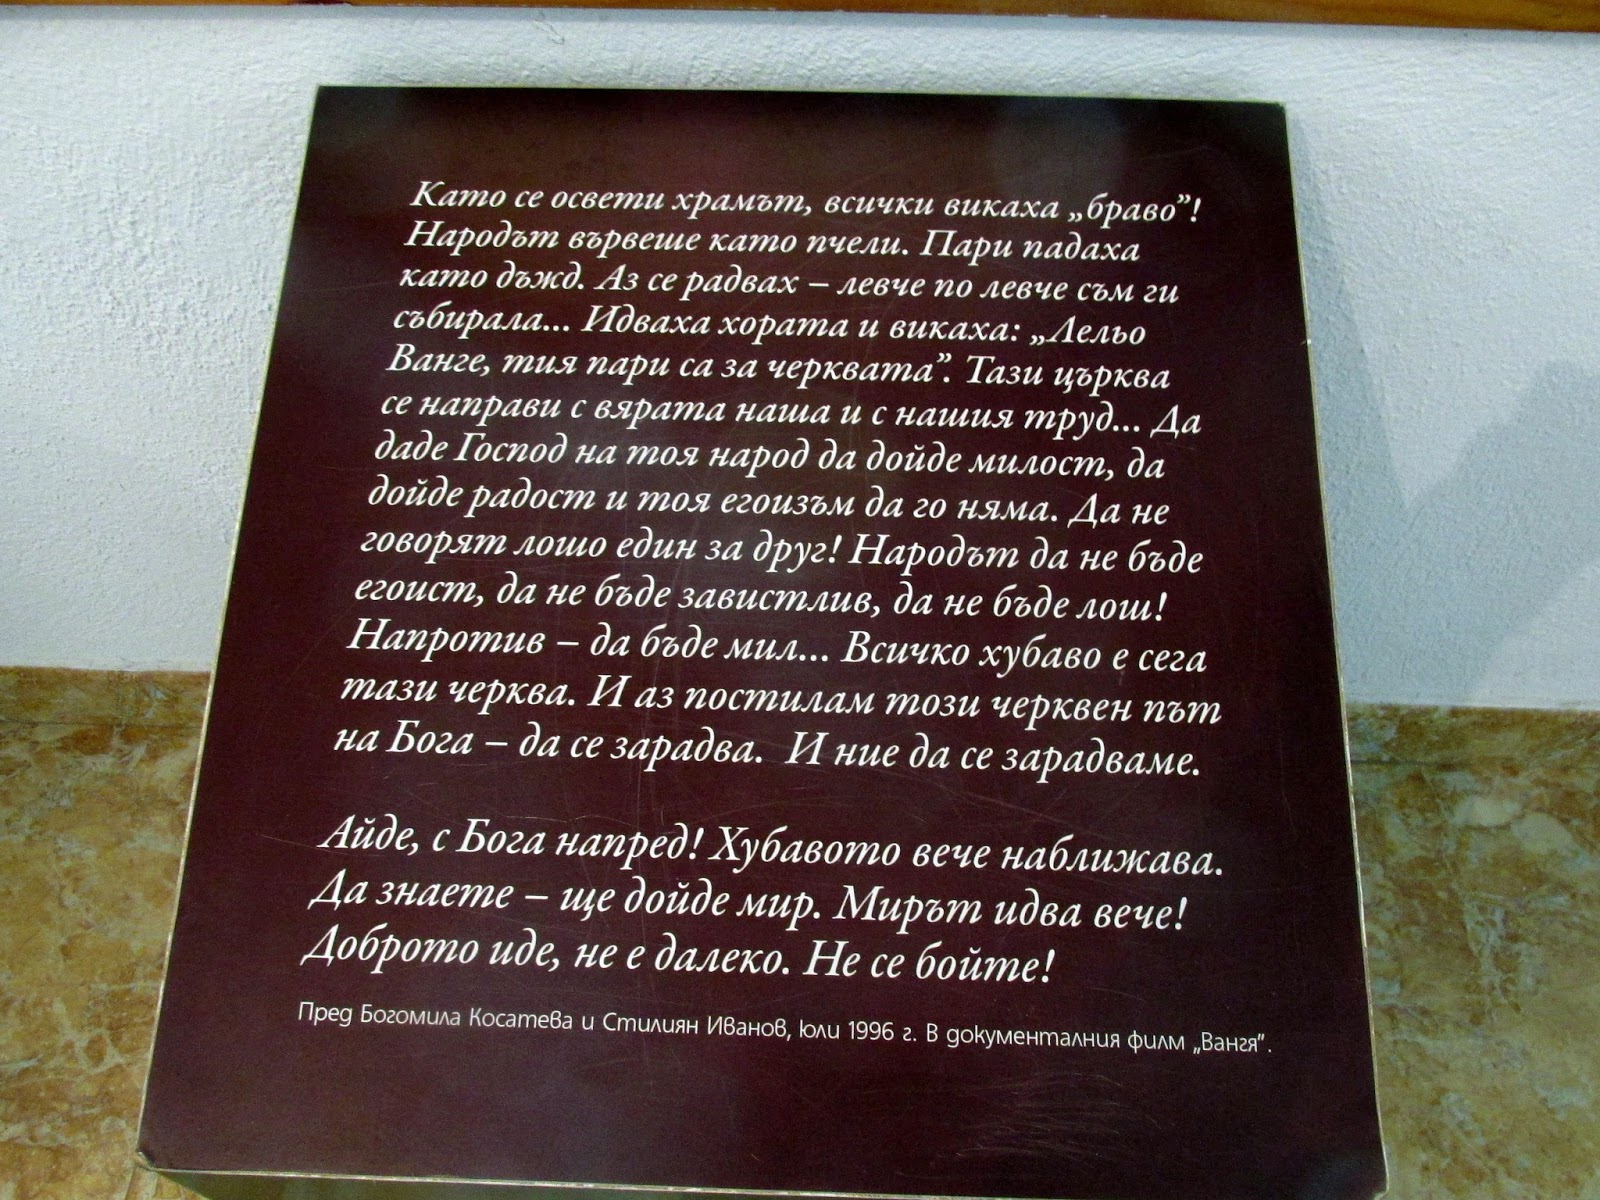 Като се освети храмът, всички викаха „браво”!
Народът вървеше като пчели. Пари падаха
като дъжд. Аз се радвах – левче по левче съм ги
събирала... Идваха хората и викаха: „Лельо
Ванге, тия пари са за черквата”. Тази църква
се направи с вярата наша и с нашия труд... Да
даде Господ на тоя народ да дойде милост, да
дойде радост и тоя егоизъм да го няма. Да не
говорят лошо един за друг! Народът да не бъде
егоист, да не бъде завистлив, да не бъде лош!
Напротив – да бъде мил... Всичко хубаво е сега
тази черква. И аз постилам този черквен път
на Бога – да се зарадва. И ние да се зарадваме.
Айде, с Бога напред! Хубавото вече наближава.
Да знаете – ще дойде мир. Мирът идва вече!
Доброто иде, не е далеко. Не се бойте!
Пред Богомила Косатева и Стилиян Иванов, юли 1996 г. В документалния филм „Вангя”.